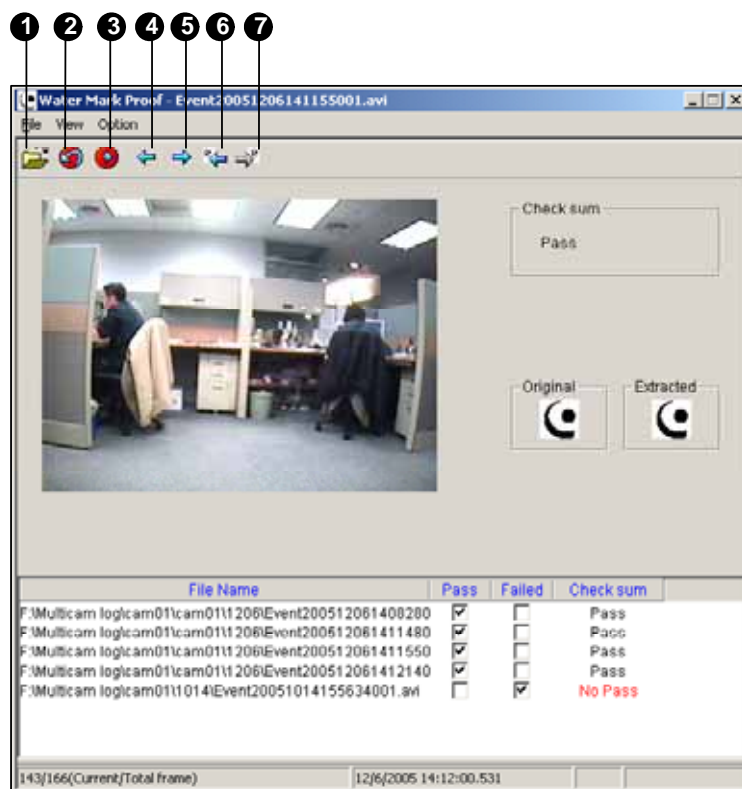 1 2 3 4 5 6 7
Water Mark Proof - Event20051206141155001.avi
File View Option
Check sum
Pass
Original Extracted
File Name Pass Failed Check sum
F:\Multicam log\cam01\cam01\1206\Event200512061408280 Pass
F:\Multicam log\cam01\cam01\1206\Event200512061411480 Pass
F:\Multicam log\cam01\cam01\1206\Event200512061411550 Pass
F:\Multicam log\cam01\cam01\1206\Event200512061412140 Pass
F:\Multicam log\cam01\1014\Event20051014155634001.avi No Pass
143/166(Current/Total frame) 12/6/2005 14:12:00.531